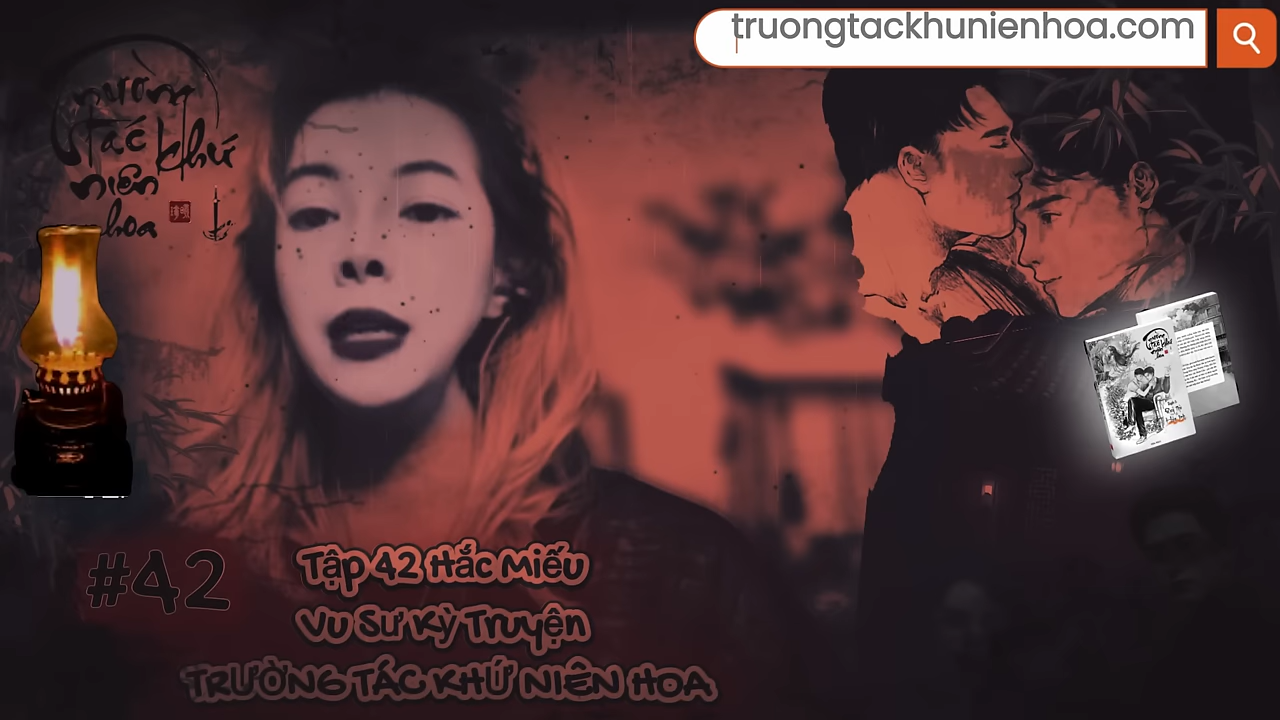 truongtackhunienhoa.com
tác khứ
niên
hoa
#42
Tập 42 Hắc Miếu
Vu Sư Kỳ Truyện
TRƯỜNG TÁC KHỨ NIÊN HOA